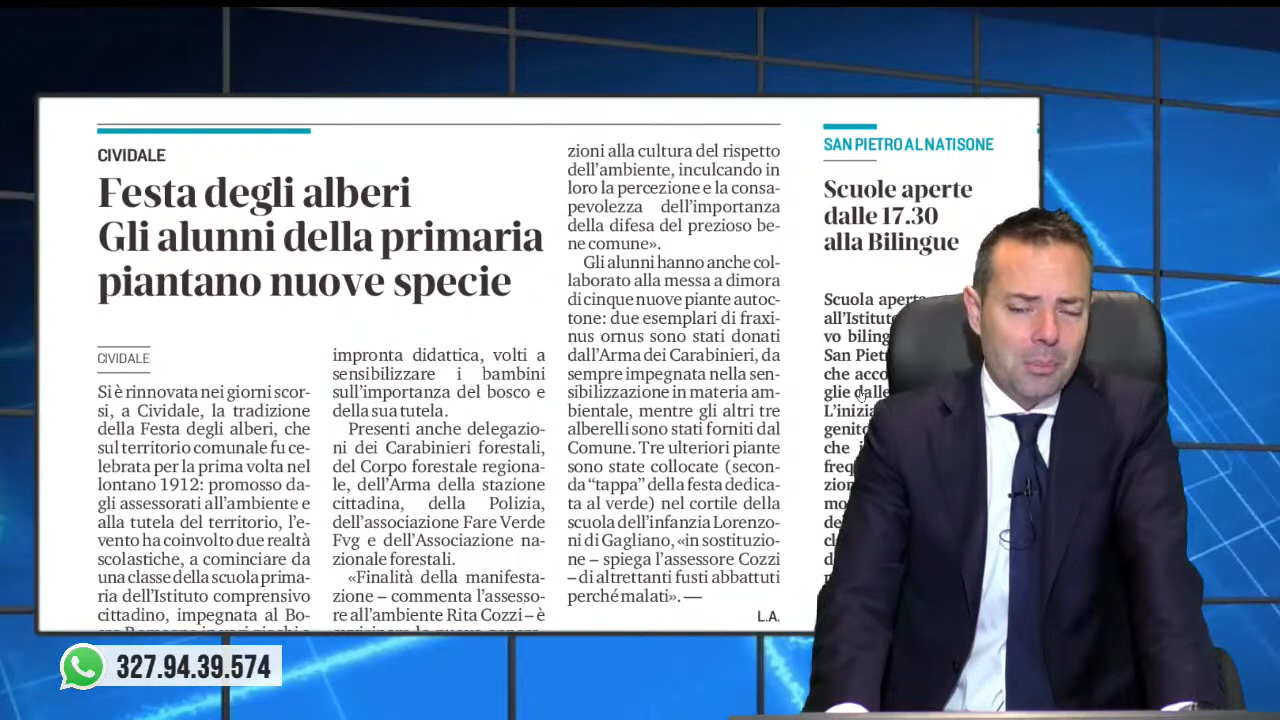 CIVIDALE
Festa degli alberi
Gli alunni della primaria
piantano nuove specie
CIVIDALE
Si è rinnovata nei giorni scor-
si, a Cividale, la tradizione
della Festa degli alberi, che
sul territorio comunale fu ce-
lebrata per la prima volta nel
lontano 1912: promosso da-
gli assessorati all'ambiente e
alla tutela del territorio, l'e-
vento ha coinvolto due realtà
scolastiche, a cominciare da
una classe della scuola prima-
ria dell'Istituto comprensivo
cittadino, impegnata al Bo-
impronta didattica, volti a
sensibilizzare i bambini
sull'importanza del bosco e
della sua tutela.
Presenti anche delegazio-
ni dei Carabinieri forestali,
del Corpo forestale regiona-
le, dell'Arma della stazione
cittadina, della Polizia,
dell'associazione Fare Verde
Fvg e dell'Associazione na-
zionale forestali.
«Finalità della manifesta-
zione – commenta l'assesso-
re all'ambiente Rita Cozzi – è
zioni alla cultura del rispetto
dell'ambiente, inculcando in
loro la percezione e la consa-
pevolezza dell'importanza
della difesa del prezioso be-
ne comune».
Gli alunni hanno anche col-
laborato alla messa a dimora
di cinque nuove piante autoc-
tone: due esemplari di fraxi-
nus ornus sono stati donati
dall'Arma dei Carabinieri, da
sempre impegnata nella sen-
sibilizzazione in materia am-
bientale, mentre gli altri tre
alberelli sono stati forniti dal
Comune. Tre ulteriori piante
sono state collocate (secon-
da "tappa" della festa dedica-
ta al verde) nel cortile della
scuola dell'infanzia Lorenzo-
ni di Gagliano, «in sostituzio-
ne – spiega l'assessore Cozzi
– di altrettanti fusti abbattuti
perché malati». —
L.A.
SAN PIETRO AL NATISONE
Scuole aperte
dalle 17.30
alla Bilingue
Scuola aperte
all'Istituto
vo biling
San Piet
che acco
glie dalle
L'inizia
genito
che i
freq
zion
mo
de
327.94.39.574